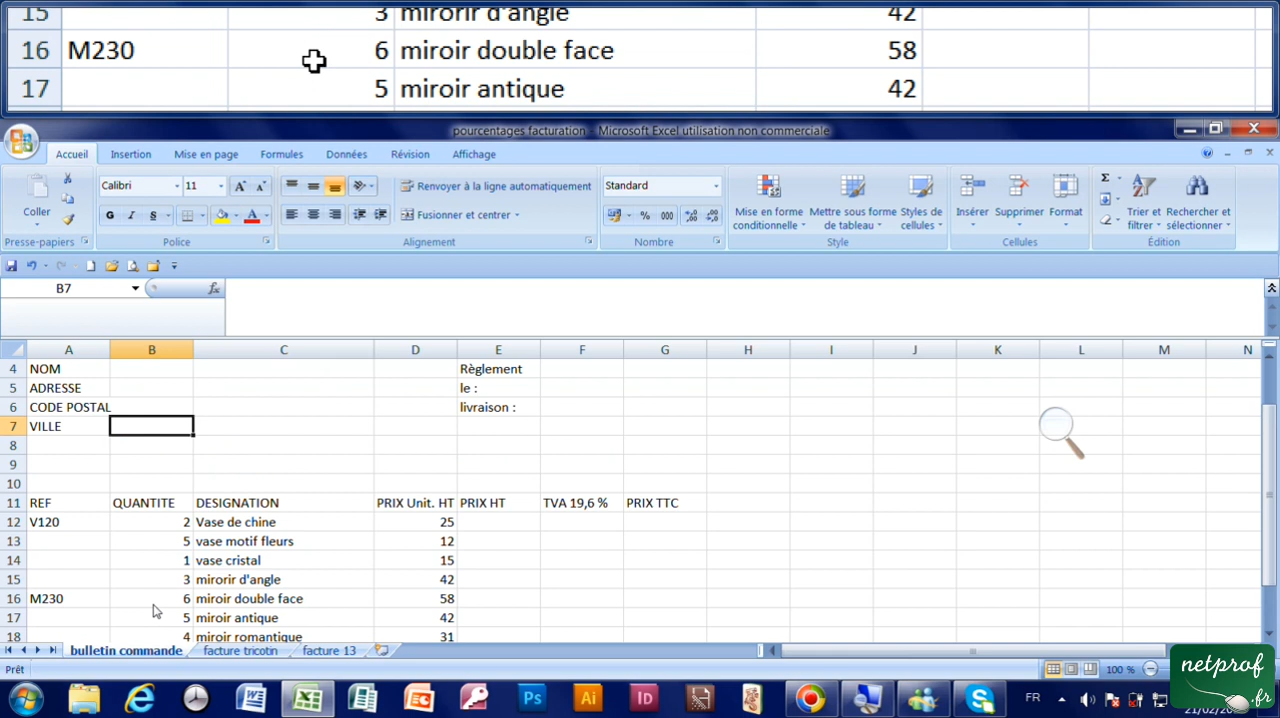 15 3 mirorir d'angle 42
16 M230 6 miroir double face 58
17 5 miroir antique 42
pourcentages facturation - Microsoft Excel utilisation non commerciale
Accueil Insertion Mise en page Formules Données Révision Affichage
Calibri 11 Renvoyer à la ligne automatiquement Standard
Coller G I S Fusionner et centrer % 000
Mise en forme conditionnelle Mettre sous forme de tableau Styles de cellules Insérer Supprimer Format Trier et filtrer Rechercher et sélectionner
Presse-papiers Police Alignement Nombre Style Cellules Édition
B7 fx
A B C D E F G H I J K L M N
4 NOM Règlement
5 ADRESSE le :
6 CODE POSTAL livraison :
7 VILLE
8
9
10
11 REF QUANTITE DESIGNATION PRIX Unit. HT PRIX HT TVA 19,6 % PRIX TTC
12 V120 2 Vase de chine 25
13 5 vase motif fleurs 12
14 1 vase cristal 15
15 3 mirorir d'angle 42
16 M230 6 miroir double face 58
17 5 miroir antique 42
18 4 miroir romantique 31
bulletin commande facture tricotin facture 13
Prêt 100 %
netprof
.fr
Ps Ai ID FR
21/02/20